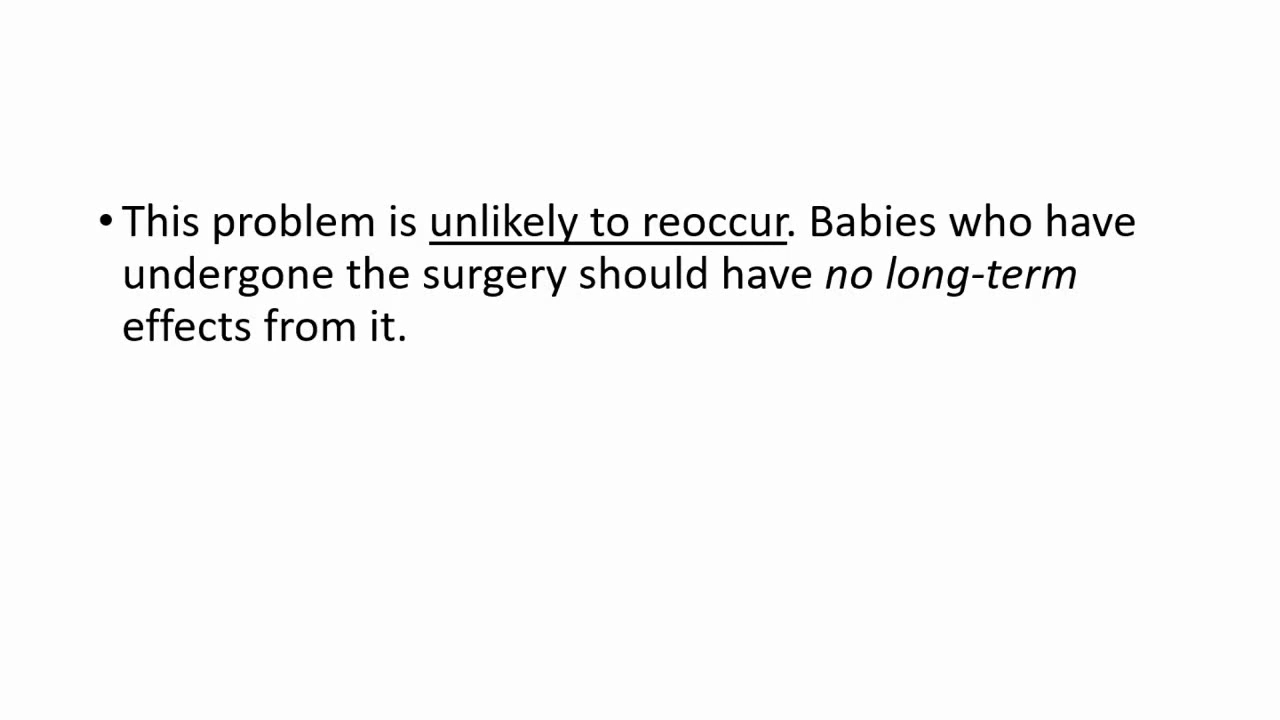 • This problem is unlikely to reoccur. Babies who have
undergone the surgery should have no long-term
effects from it.